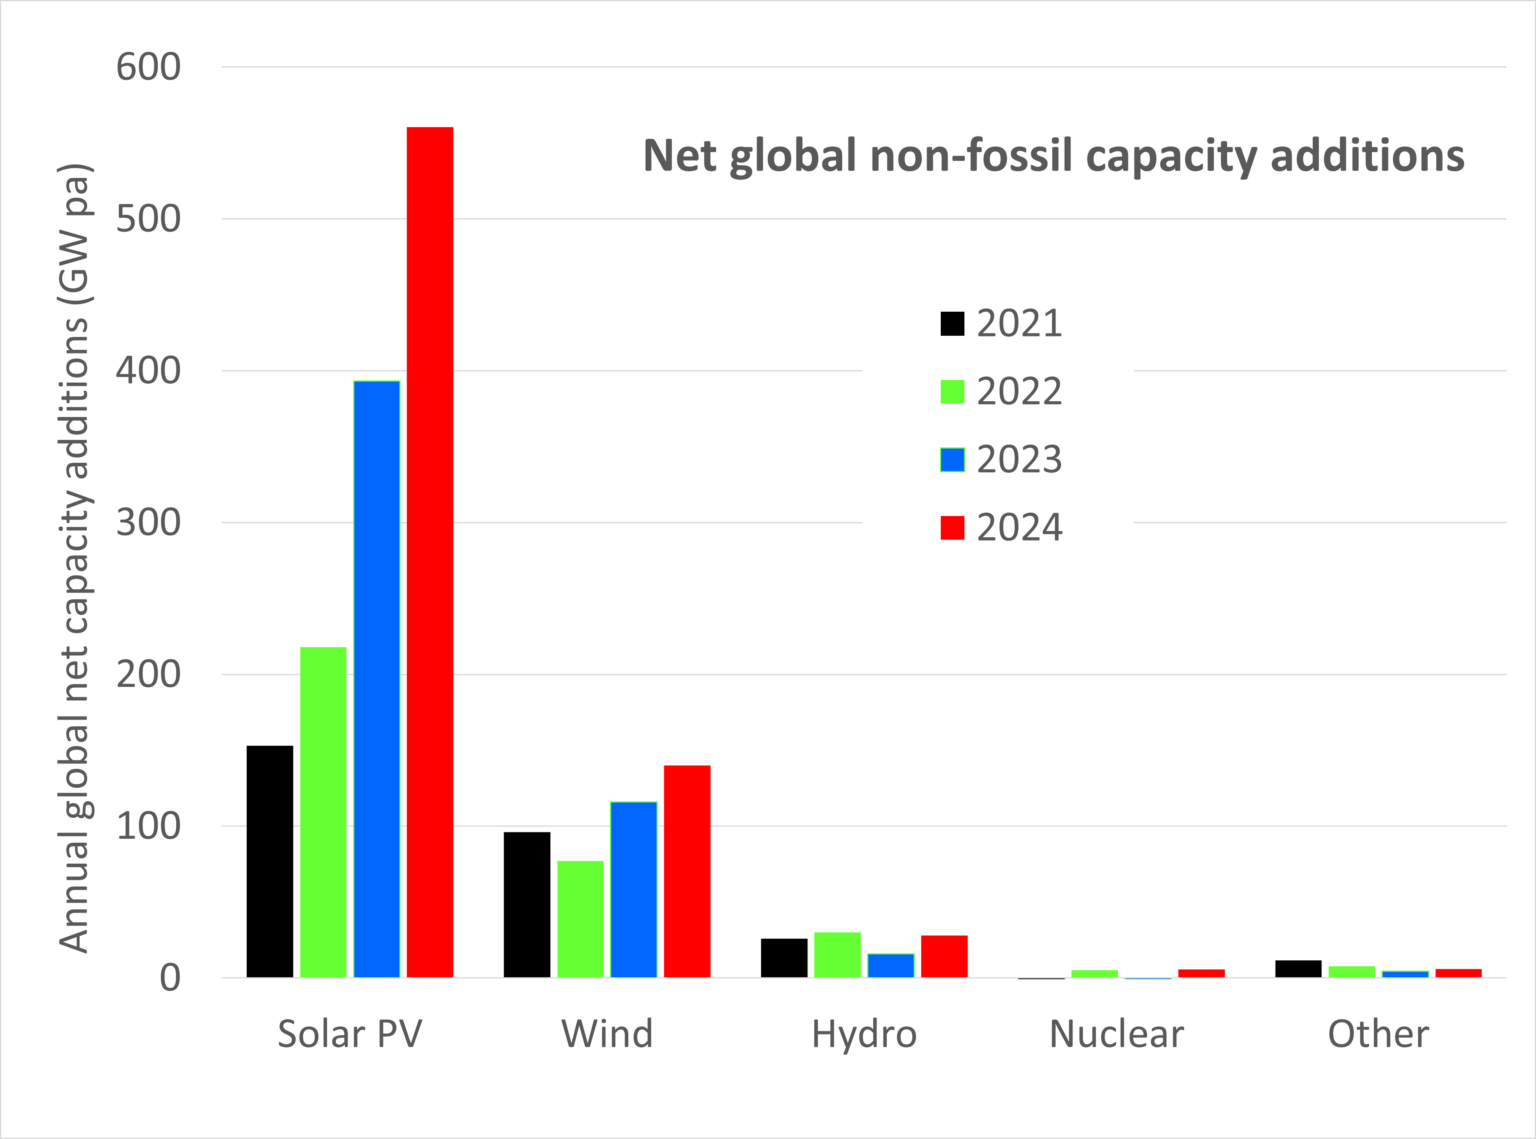 Net global non-fossil capacity additions
Annual global net capacity additions (GW pa)
600
500
400
300
200
100
0
2021
2022
2023
2024
Solar PV
Wind
Hydro
Nuclear
Other